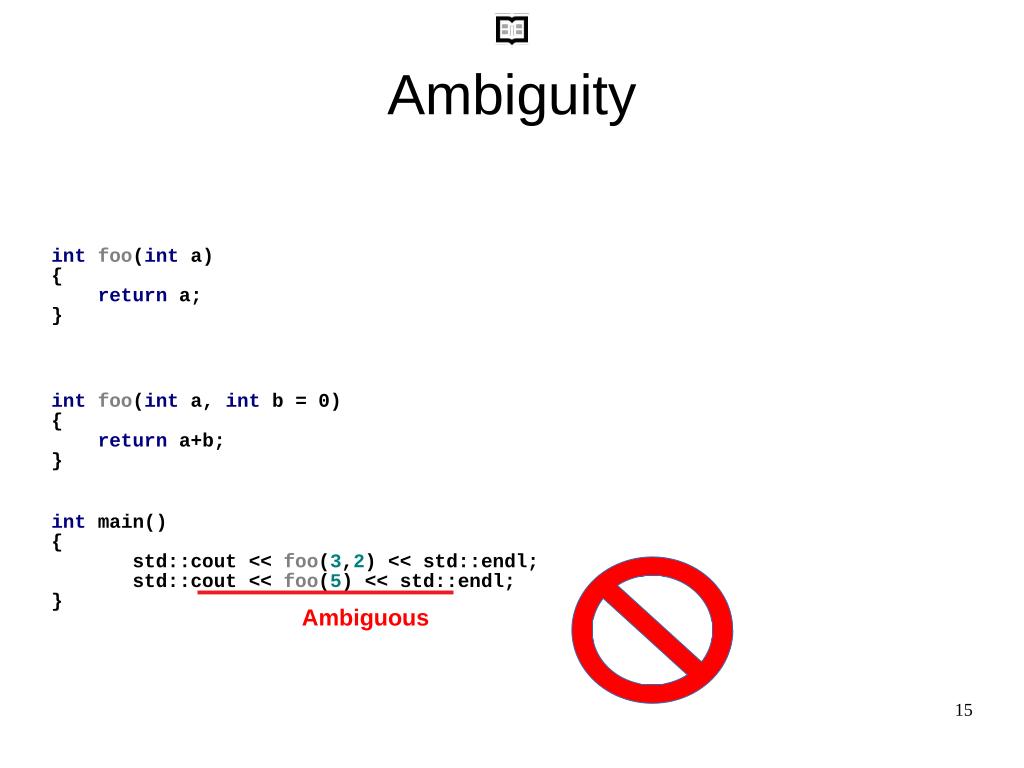 Ambiguity
int foo(int a)
{
    return a;
}
int foo(int a, int b = 0)
{
    return a+b;
}
int main()
{
       std::cout << foo(3,2) << std::endl;
       std::cout << foo(5) << std::endl;
}
Ambiguous
15